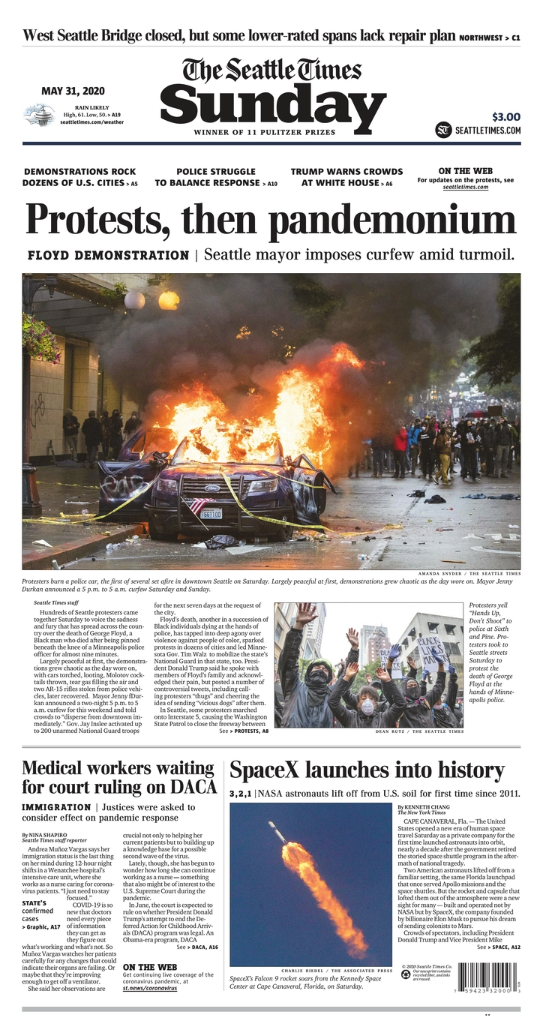 West Seattle Bridge closed, but some lower-rated spans lack repair plan NORTHWEST > C1
The Seattle Times
Sunday
WINNER OF 11 PULITZER PRIZES
MAY 31, 2020
RAIN LIKELY
High, 61. Low, 50. > A19
seattletimes.com/weather
$3.00
ST SEATTLETIMES.COM
DEMONSTRATIONS ROCK
DOZENS OF U.S. CITIES > A5
POLICE STRUGGLE
TO BALANCE RESPONSE > A10
TRUMP WARNS CROWDS
AT WHITE HOUSE > A6
ON THE WEB
For updates on the protests, see
seattletimes.com
Protests, then pandemonium
FLOYD DEMONSTRATION | Seattle mayor imposes curfew amid turmoil.
AMANDA SNYDER / THE SEATTLE TIMES
Protesters burn a police car, the first of several set afire in downtown Seattle on Saturday. Largely peaceful at first, demonstrations grew chaotic as the day wore on. Mayor Jenny
Durkan announced a 5 p.m. to 5 a.m. curfew Saturday and Sunday.
Seattle Times staff
Hundreds of Seattle protesters came
together Saturday to voice the sadness
and fury that has spread across the coun-
try over the death of George Floyd, a
Black man who died after being pinned
beneath the knee of a Minneapolis police
officer for almost nine minutes.
Largely peaceful at first, the demonstra-
tions grew chaotic as the day wore on,
with cars torched, looting, Molotov cock-
tails thrown, tear gas filling the air and
two AR-15 rifles stolen from police vehi-
cles, later recovered. Mayor Jenny Dur-
kan announced a two-night 5 p.m. to 5
a.m. curfew for this weekend and told
crowds to "disperse from downtown im-
mediately." Gov. Jay Inslee activated up
to 200 unarmed National Guard troops
for the next seven days at the request of
the city.
Floyd's death, another in a succession of
Black individuals dying at the hands of
police, has tapped into deep agony over
violence against people of color, sparked
protests in dozens of cities and led Minne-
sota Gov. Tim Walz to mobilize the state's
National Guard in that state, too. Presi-
dent Donald Trump said he spoke with
members of Floyd's family and acknowl-
edged their pain, but posted a number of
controversial tweets, including call-
ing protesters "thugs" and cheering the
idea of sending "vicious dogs" after them.
In Seattle, some protesters marched
onto Interstate 5, causing the Washington
State Patrol to close the freeway between
See > PROTESTS, A8
DEAN RUTZ / THE SEATTLE TIMES
Protesters yell
"Hands Up,
Don't Shoot" to
police at Sixth
and Pine. Pro-
testers took to
Seattle streets
Saturday to
protest the
death of
George Floyd
at the hands of
Minne-
apolis police.
Medical workers waiting
for court ruling on DACA
IMMIGRATION | Justices were asked to
consider effect on pandemic response
By NINA SHAPIRO
Seattle Times staff reporter
Andrea Muñoz Vargas says her
immigration status is the last thing
on her mind during 12-hour night
shifts in a Wenatchee hospital's
intensive-care unit, where she
works as a nurse caring for corona-
virus patients. "I just need to stay
focused."
COVID-19 is so
new that doctors
need every piece
of information
they can get as
they figure out
what's working and what's not. So
Muñoz Vargas watches her patients
carefully for any changes that could
indicate their organs are failing. Or
maybe that they're improving
enough to get off a ventilator.
She said her observations are
STATE'S
confirmed
cases
> Graphic, A17
crucial not only to helping her
current patients but to building up
a knowledge base for a possible
second wave of the virus.
Lately, though, she has begun to
wonder how long she can continue
working as a nurse — something
that also might be of interest to the
U.S. Supreme Court during the
pandemic.
In June, the court is expected to
rule on whether President Donald
Trump's attempt to end the De-
ferred Action for Childhood Arriv-
als (DACA) program was legal. An
Obama-era program, DACA
See > DACA, A16
ON THE WEB
Get continuing live coverage of the
coronavirus pandemic, at
st.news/coronavirus
SpaceX launches into history
3,2,1 | NASA astronauts lift off from U.S. soil for first time since 2011.
CHARLIE RIEDEL / THE ASSOCIATED PRESS
SpaceX's Falcon 9 rocket soars from the Kennedy Space
Center at Cape Canaveral, Florida, on Saturday.
By KENNETH CHANG
The New York Times
CAPE CANAVERAL, Fla. — The United
States opened a new era of human space
travel Saturday as a private company for the
first time launched astronauts into orbit,
nearly a decade after the government retired
the storied space shuttle program in the after-
math of national tragedy.
Two American astronauts lifted off from a
familiar setting, the same Florida launchpad
that once served Apollo missions and the
space shuttles. But the rocket and capsule that
lofted them out of the atmosphere were a new
sight for many — built and operated not by
NASA but by SpaceX, the company founded
by billionaire Elon Musk to pursue his dream
of sending colonists to Mars.
Crowds of spectators, including President
Donald Trump and Vice President Mike
See > SPACE, A12
© 2020 Seattle Times Co.